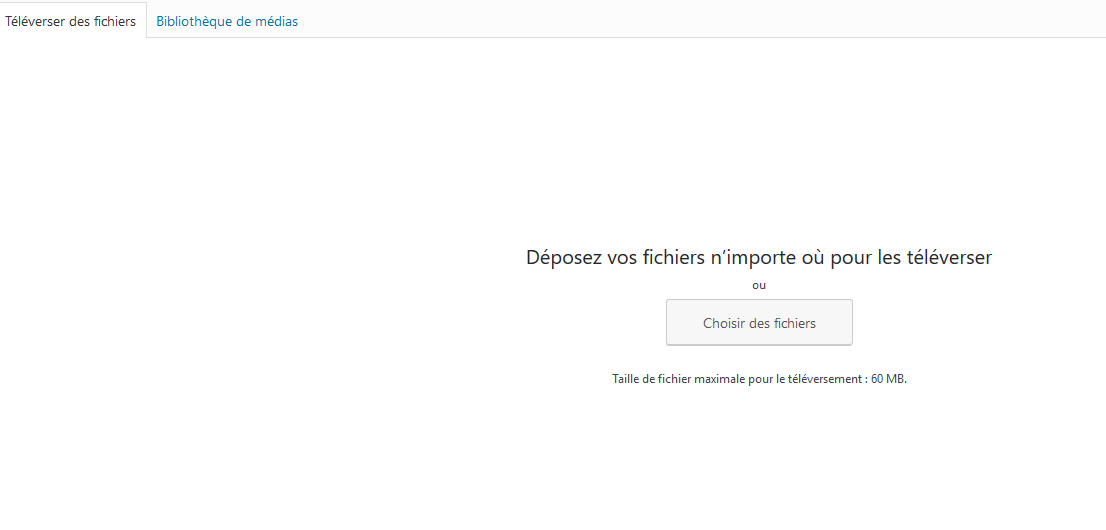 Téléverser des fichiers Bibliothèque de médias
Déposez vos fichiers n’importe où pour les téléverser
ou
Choisir des fichiers
Taille de fichier maximale pour le téléversement : 60 MB.